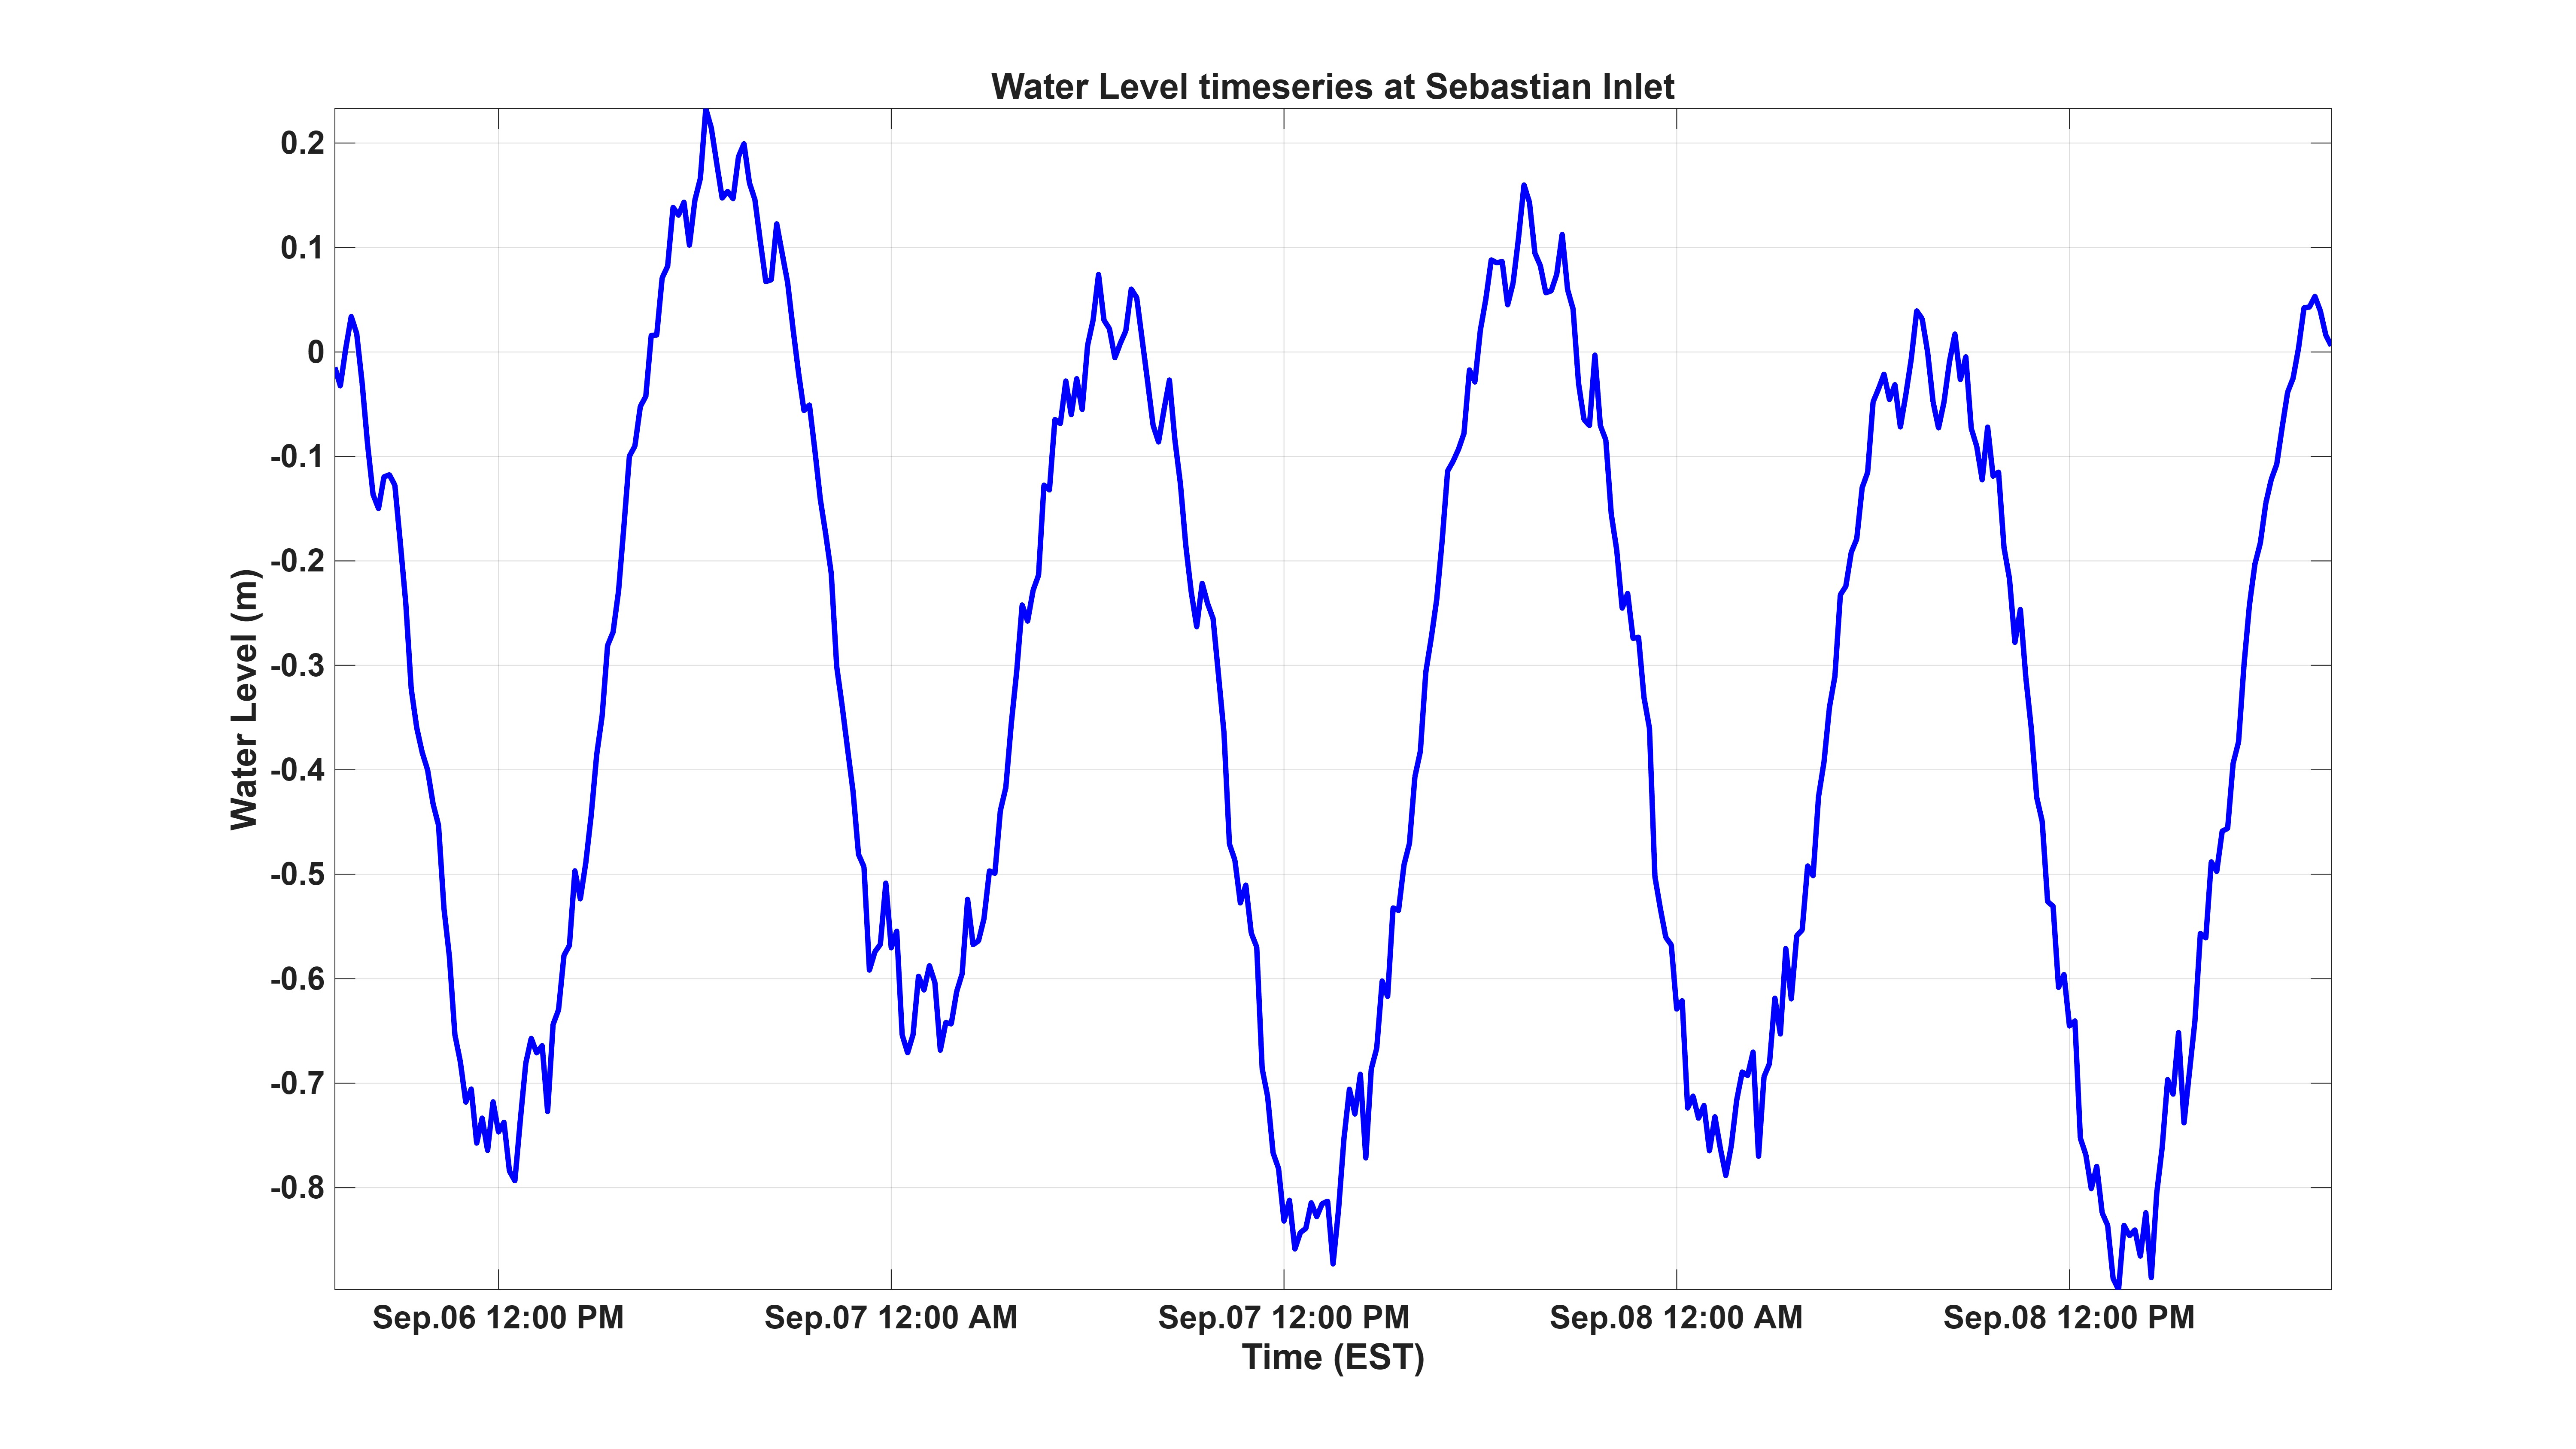 Water Level timeseries at Sebastian Inlet
0.2
0.1
0
-0.1
-0.2
-0.3
-0.4
-0.5
-0.6
-0.7
-0.8
Water Level (m)
Sep.06 12:00 PM
Sep.07 12:00 AM
Sep.07 12:00 PM
Sep.08 12:00 AM
Sep.08 12:00 PM
Time (EST)